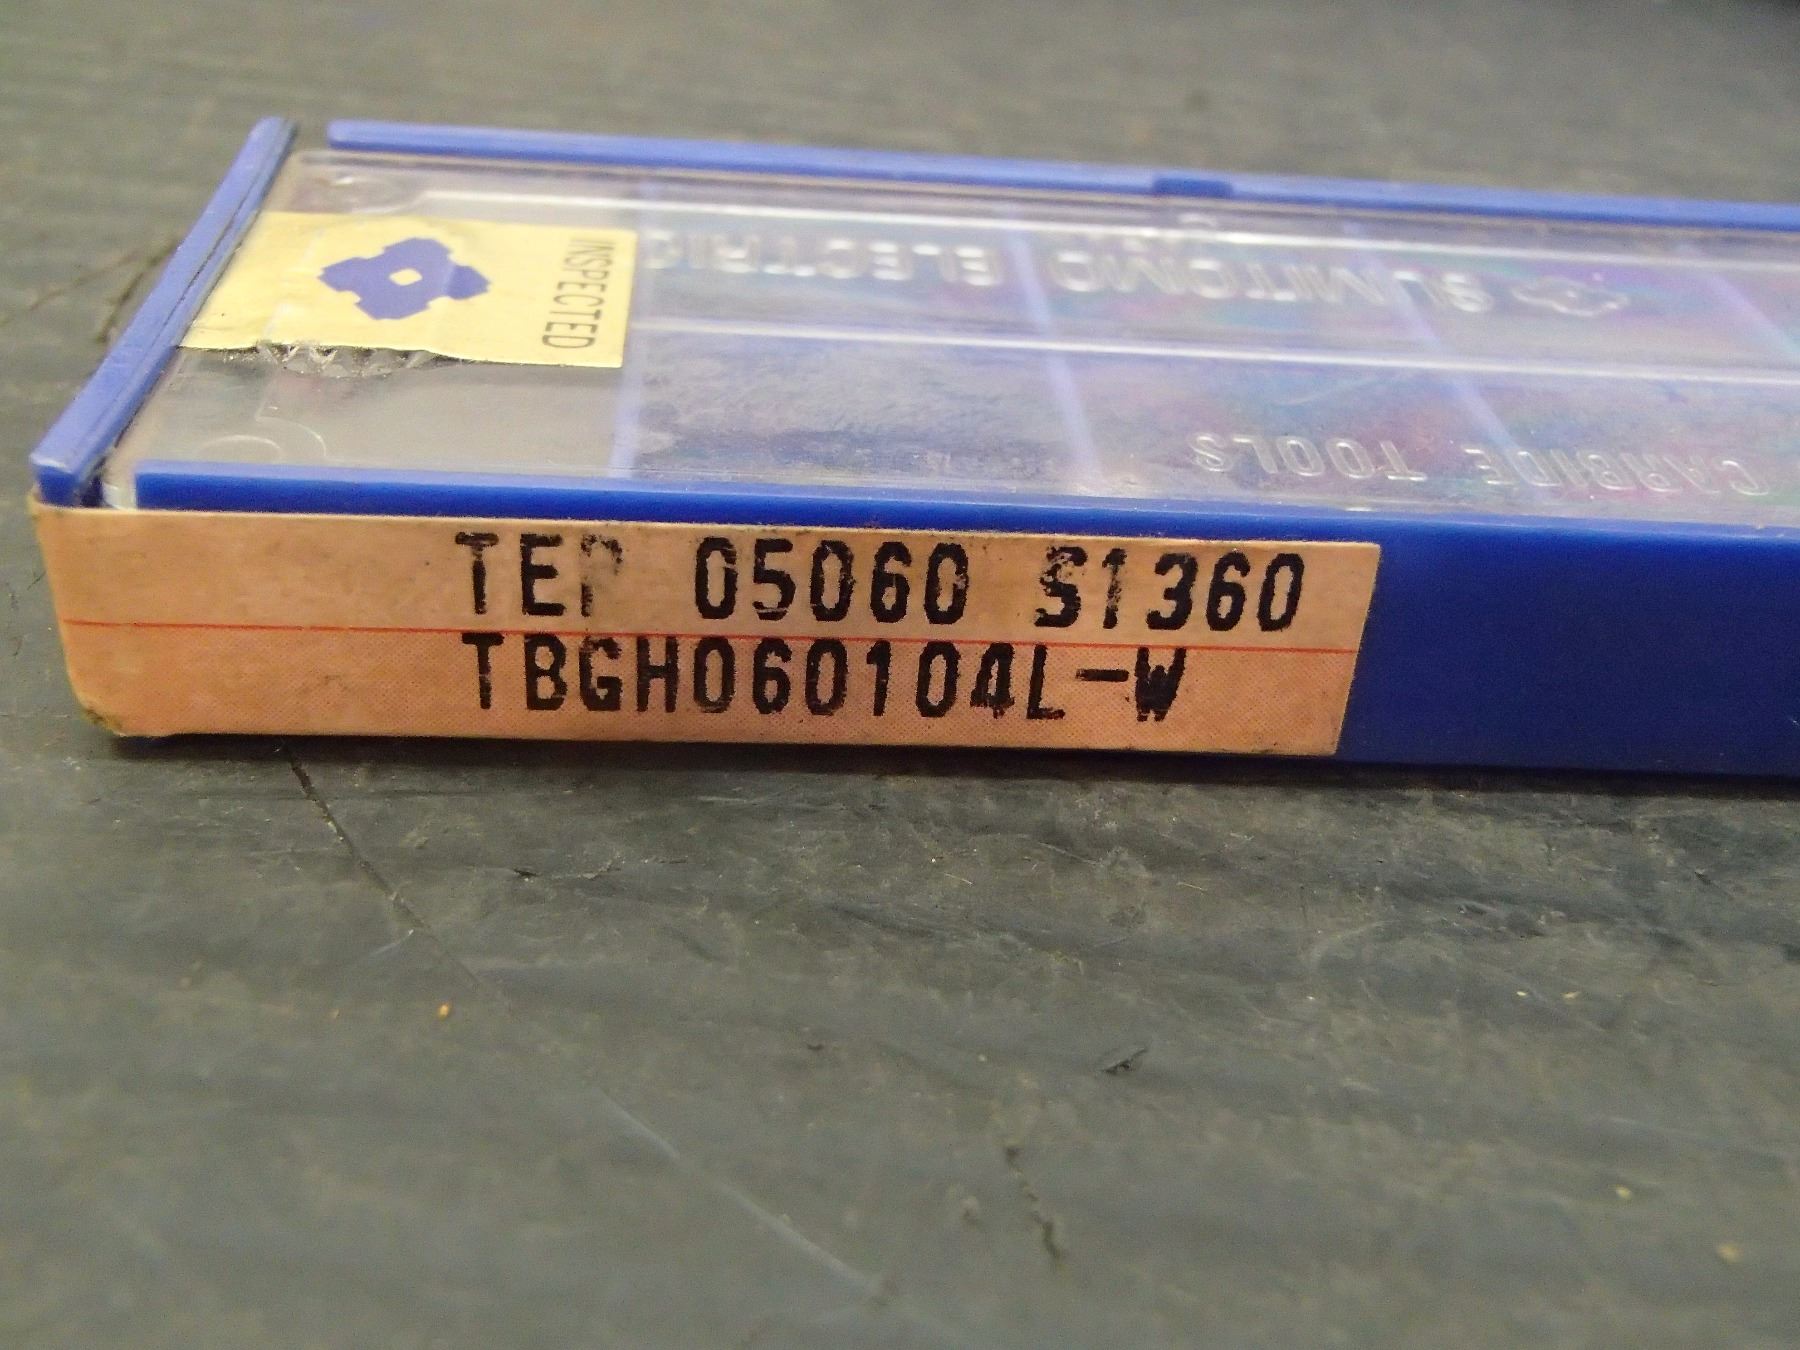 INSPECTED
SUMITOMO ELECTRIC
CARBIDE TOOLS
TEP 05060 S1360
TBGH060104L-W